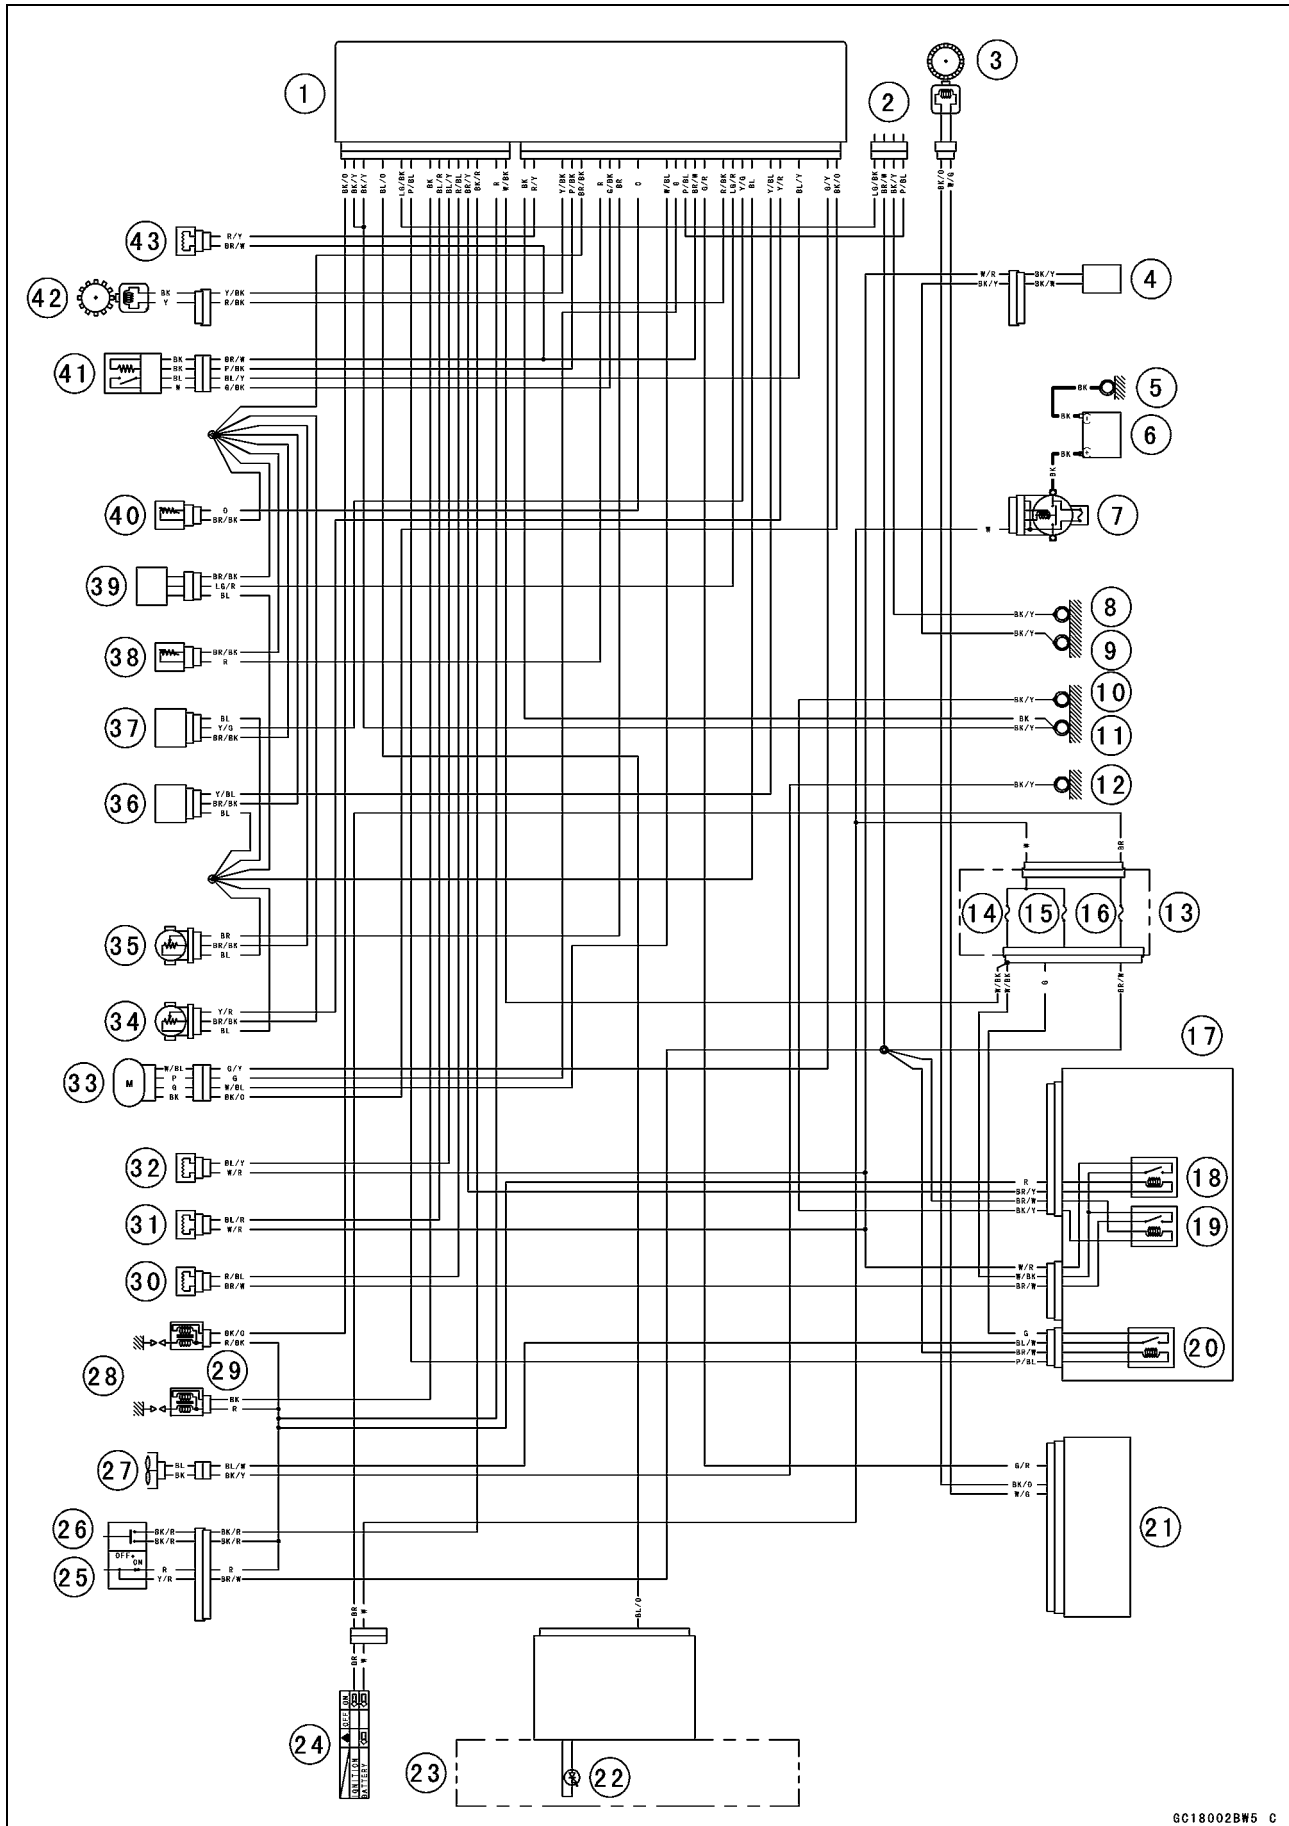 1
2
3
BK/O
BK/Y
BK/Y
BL/O
LG/BK
P/BL
BK
BL/R
BL/Y
R/BL
BR/Y
BK/R
R
W/BK
BK
R/Y
Y/BK
P/BK
BR/BK
R
G/BK
BR
O
W/BL
G
P/BL
BR/W
G/R
R/BK
LG/R
Y/G
BL
Y/BL
Y/R
BL/Y
G/Y
BK/O
LG/BK
BR/W
BK/Y
P/BL
BK/O
W/G
43
R/Y
BR/W
42
BK
Y
Y/BK
R/BK
W/R
BK/Y
BK/Y
BK/W
4
41
BK
BK
BL
W
BR/W
P/BK
BL/Y
G/BK
BK
5
BK
(-)
6
BK
(+)
BK
40
O
BR/BK
W
7
39
BR/BK
LG/R
BL
BK/Y
8
BK/Y
9
38
BR/BK
R
BK/Y
10
37
BL
Y/G
BR/BK
BK
BK/Y
11
36
Y/BL
BR/BK
BL
BK/Y
12
W
BR
14
15
16
13
35
BR
BR/BK
BL
W/BK
W/BK
G
BR/W
34
Y/R
BR/BK
BL
17
33
M
W/BL
P
G
BK
G/Y
G
W/BL
BK/O
32
BL/Y
W/R
R
BR/Y
BR/W
BK/Y
18
19
31
BL/R
W/R
30
R/BL
BR/W
W/R
W/BK
BR/W
28
BK/O
R/BK
29
BK
R
G
BL/W
BR/W
P/BL
20
27
BL
BK
BL/W
BK/Y
G/R
BK/O
W/G
21
26
BK/R
BK/R
BK/R
BK/R
OFF
ON
25
R
Y/R
R
BR/W
BR
W
BL/O
BR
W
24
ON
OFF
IGNITION
BATTERY
23
22
GC18002BW5 C